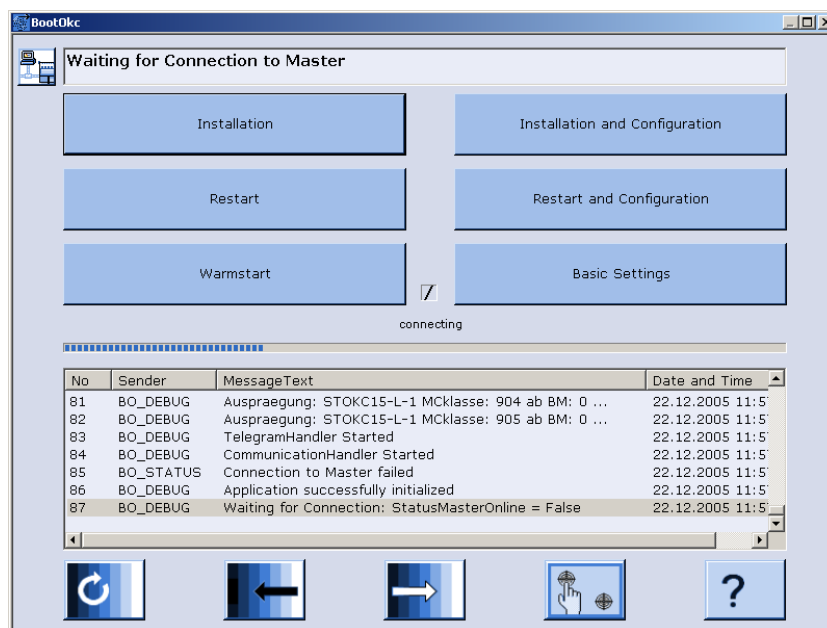 BootOkc
Waiting for Connection to Master
Installation
Installation and Configuration
Restart
Restart and Configuration
Warmstart
Basic Settings
connecting
No Sender MessageText Date and Time
81 BO_DEBUG Auspraegung: STOKC15-L-1 MCklasse: 904 ab BM: 0 ... 22.12.2005 11:5
82 BO_DEBUG Auspraegung: STOKC15-L-1 MCklasse: 905 ab BM: 0 ... 22.12.2005 11:5
83 BO_DEBUG TelegramHandler Started 22.12.2005 11:5
84 BO_DEBUG CommunicationHandler Started 22.12.2005 11:5
85 BO_STATUS Connection to Master failed 22.12.2005 11:5
86 BO_DEBUG Application successfully initialized 22.12.2005 11:5
87 BO_DEBUG Waiting for Connection: StatusMasterOnline = False 22.12.2005 11:5
?